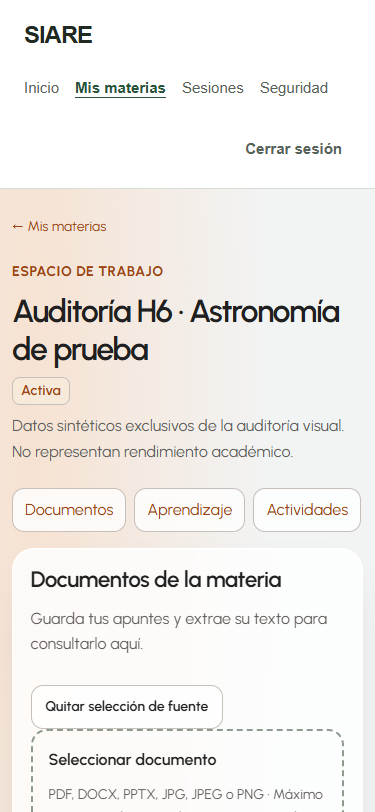 SIARE
Inicio Mis materias Sesiones Seguridad
Cerrar sesión
← Mis materias
ESPACIO DE TRABAJO
Auditoría H6 · Astronomía
de prueba
Activa
Datos sintéticos exclusivos de la auditoría visual.
No representan rendimiento académico.
Documentos Aprendizaje Actividades
Documentos de la materia
Guarda tus apuntes y extrae su texto para
consultarlo aquí.
Quitar selección de fuente
Seleccionar documento
PDF, DOCX, PPTX, JPG, JPEG o PNG · Máximo